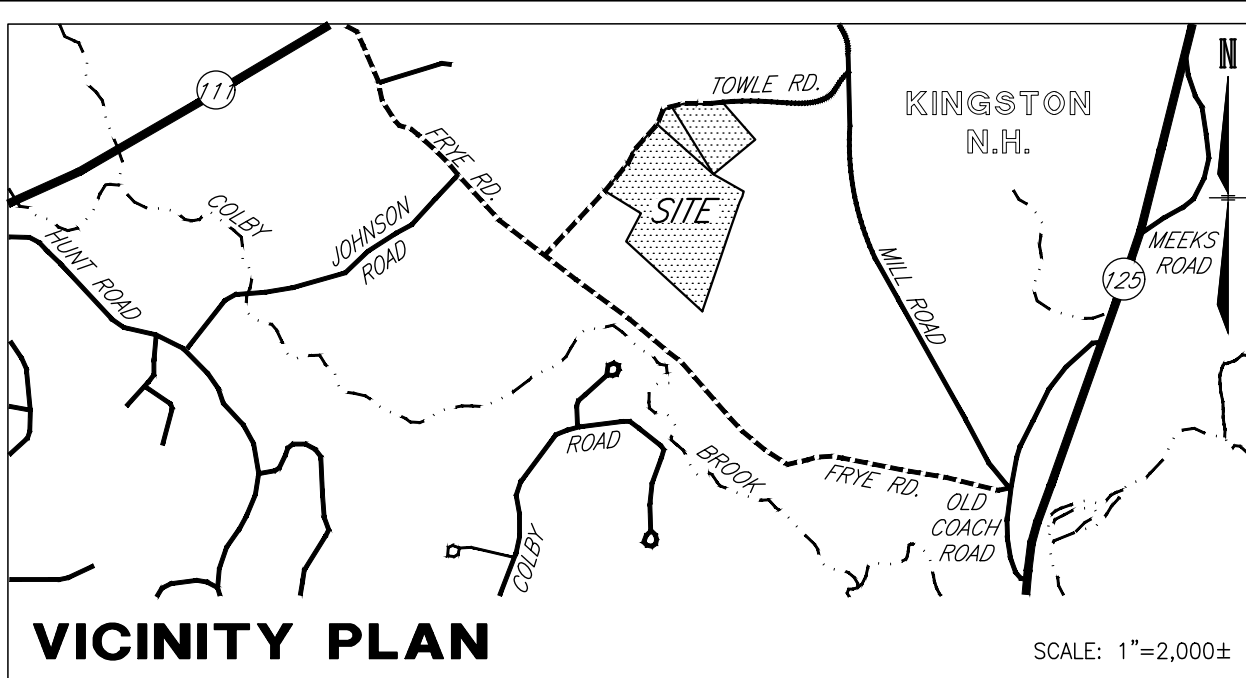 N
111
TOWLE RD.
KINGSTON
N.H.
FRYE RD.
COLBY
JOHNSON
ROAD
SITE
HUNT ROAD
MEEKS
ROAD
125
MILL ROAD
ROAD
BROOK
FRYE RD.
OLD
COACH
ROAD
COLBY
VICINITY PLAN
SCALE: 1"=2,000±